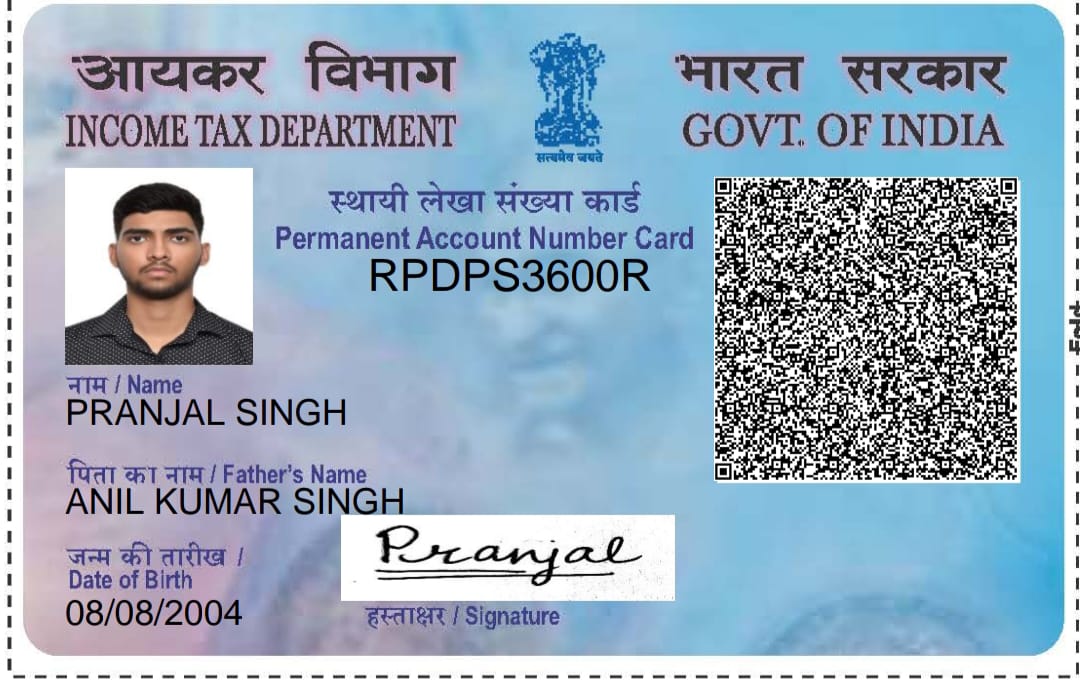 आयकर विभाग
INCOME TAX DEPARTMENT
सत्यमेव जयते
भारत सरकार
GOVT. OF INDIA
स्थायी लेखा संख्या कार्ड
Permanent Account Number Card
RPDPS3600R
नाम / Name
PRANJAL SINGH
पिता का नाम / Father's Name
ANIL KUMAR SINGH
जन्म की तारीख /
Date of Birth
08/08/2004
Pranjal
हस्ताक्षर / Signature